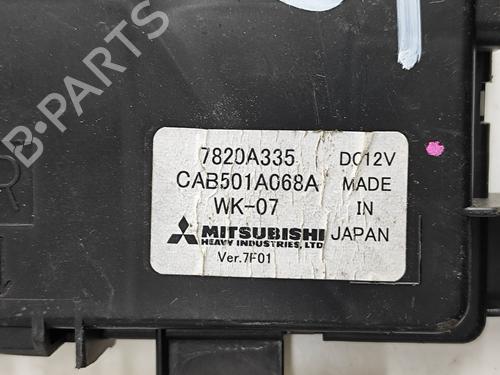 B-PARTS
7820A335 DC12V
CAB501A068A MADE
WK-07 IN
MITSUBISHI JAPAN
HEAVY INDUSTRIES, LTD
Ver.7F01